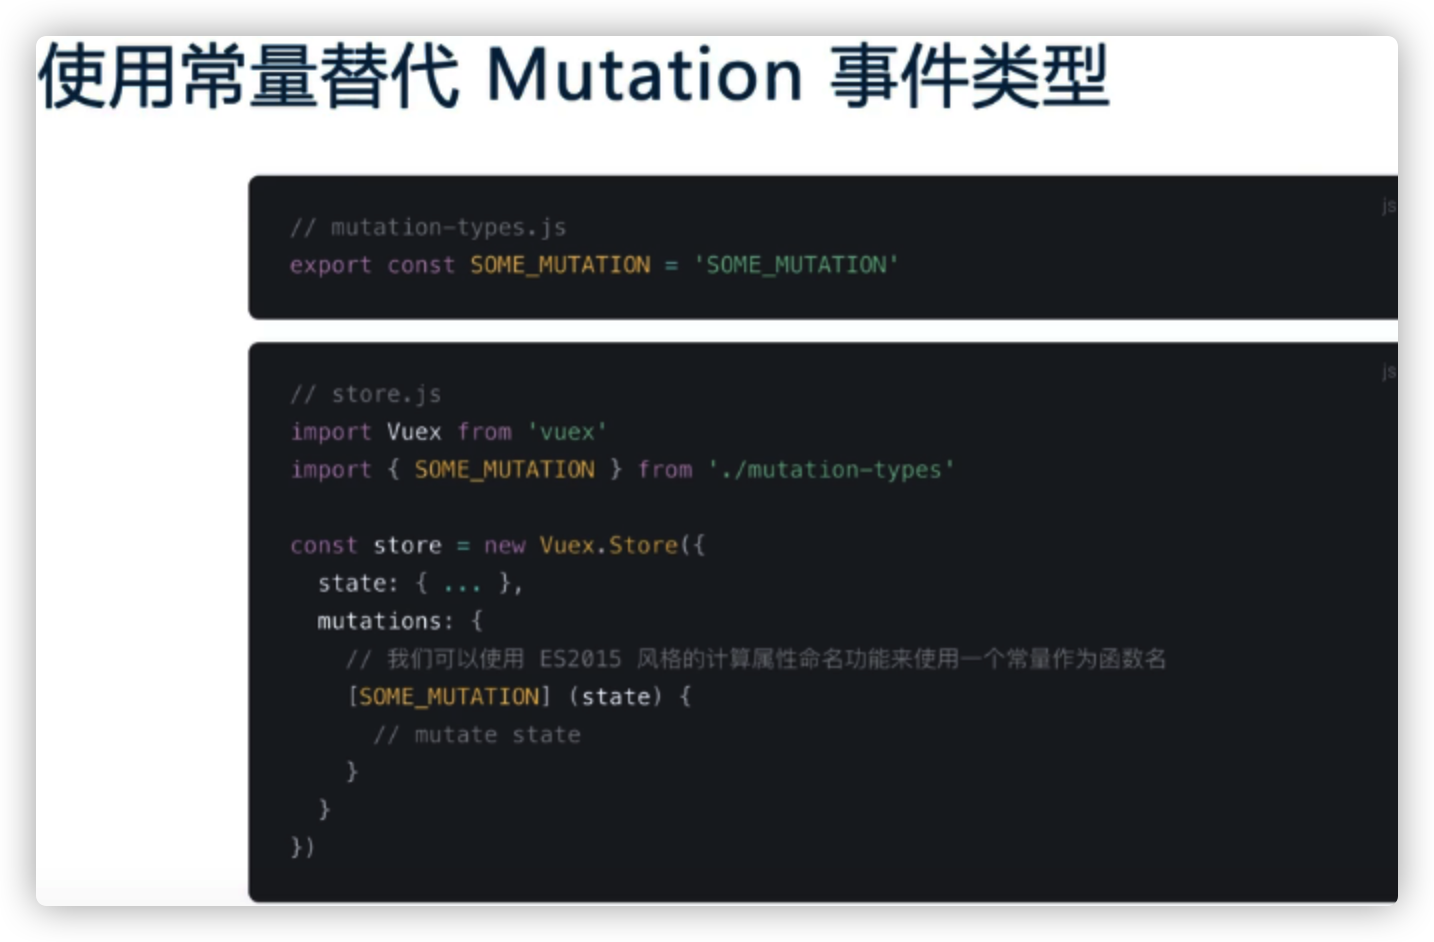 使用常量替代 Mutation 事件类型
js
// mutation-types.js
export const SOME_MUTATION = 'SOME_MUTATION'
js
// store.js
import Vuex from 'vuex'
import { SOME_MUTATION } from './mutation-types'
const store = new Vuex.Store({
  state: { ... },
  mutations: {
    // 我们可以使用 ES2015 风格的计算属性命名功能来使用一个常量作为函数名
    [SOME_MUTATION] (state) {
      // mutate state
    }
  }
})